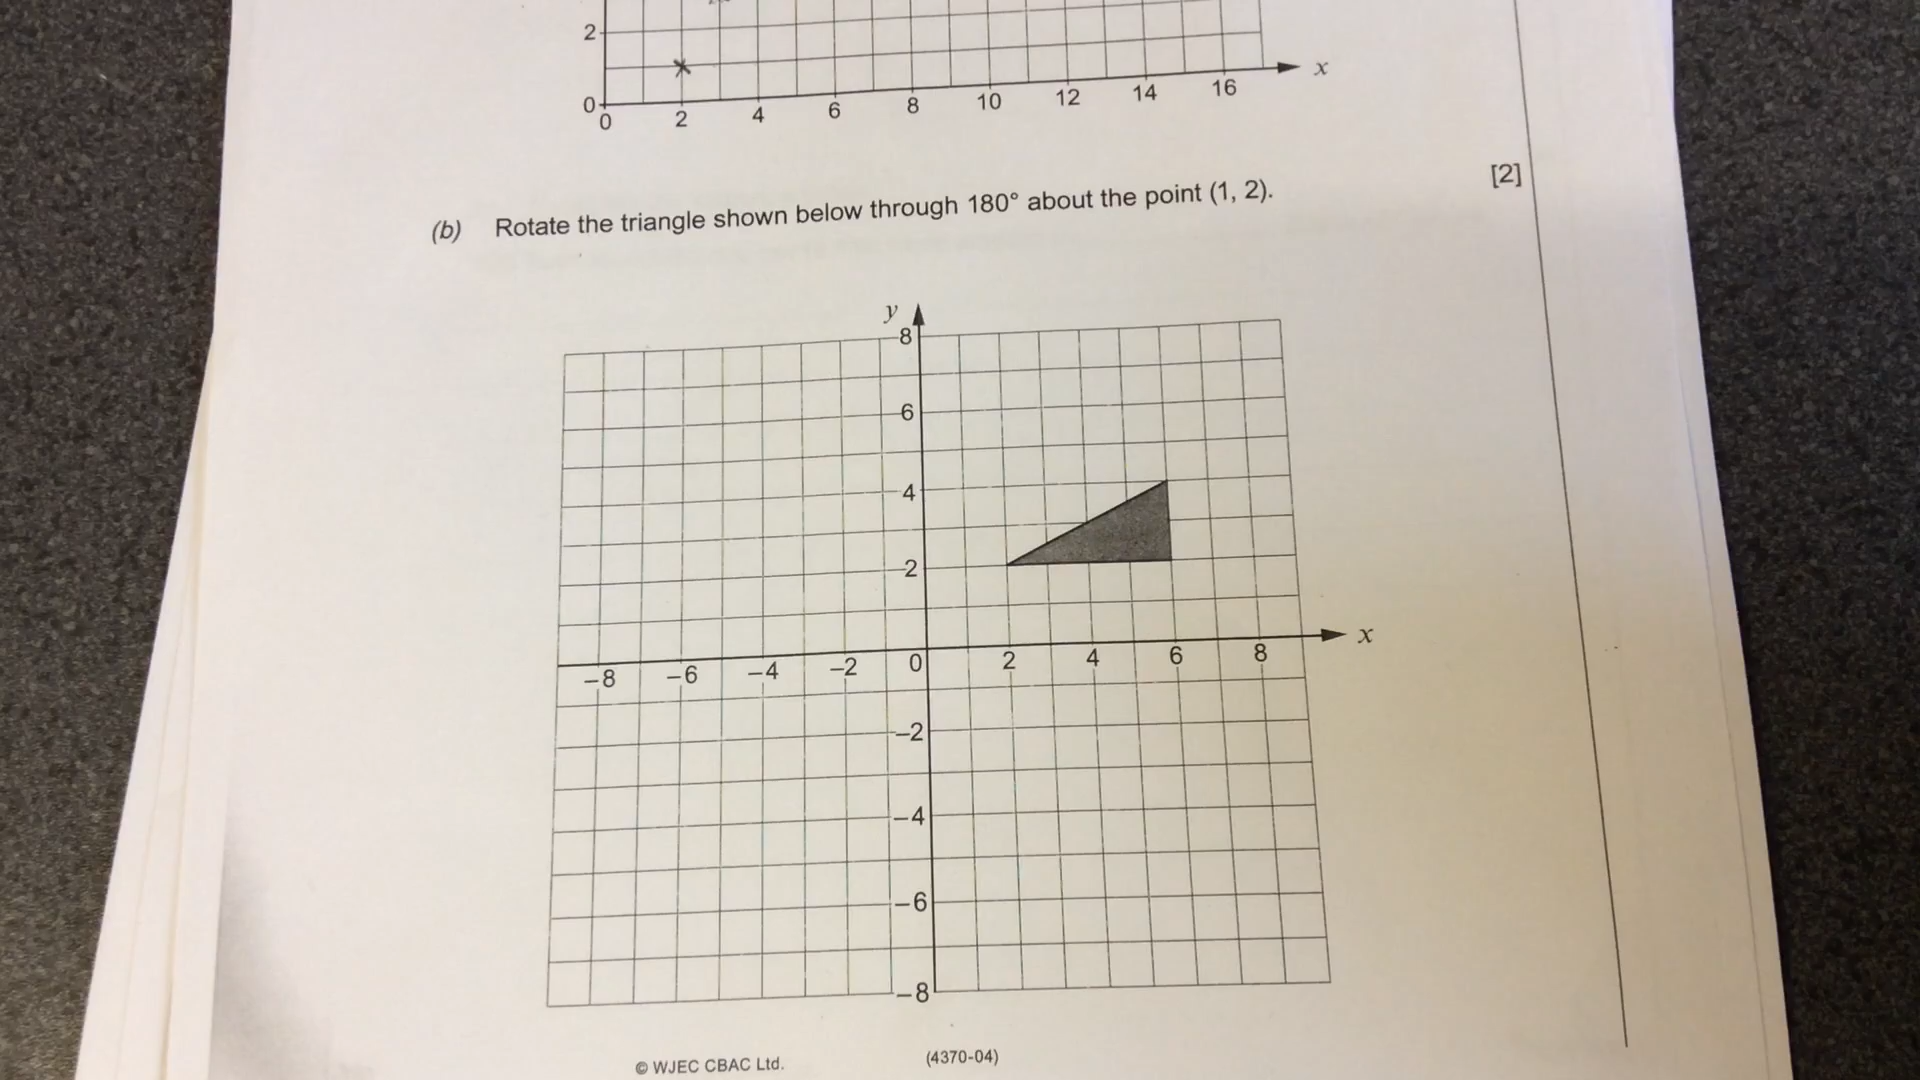 2
0
0 2 4 6 8 10 12 14 16 x
(b) Rotate the triangle shown below through 180° about the point (1, 2). [2]
y
8
6
4
2
−8 −6 −4 −2 0 2 4 6 8 x
−2
−4
−6
−8
© WJEC CBAC Ltd. (4370-04)